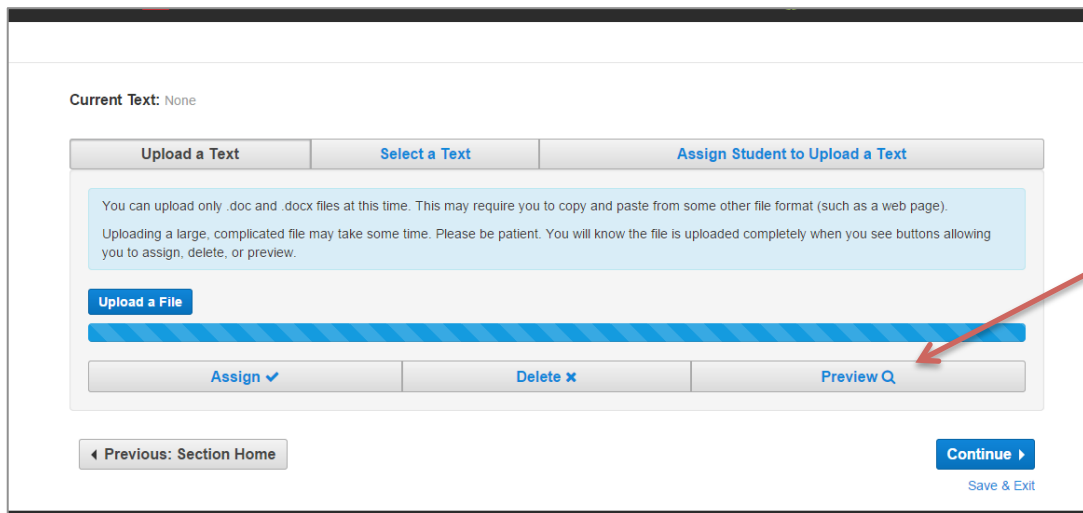 Current Text: None
Upload a Text
Select a Text
Assign Student to Upload a Text
You can upload only .doc and .docx files at this time. This may require you to copy and paste from some other file format (such as a web page).
Uploading a large, complicated file may take some time. Please be patient. You will know the file is uploaded completely when you see buttons allowing
you to assign, delete, or preview.
Upload a File
Assign
Delete
Preview
Previous: Section Home
Continue
Save & Exit